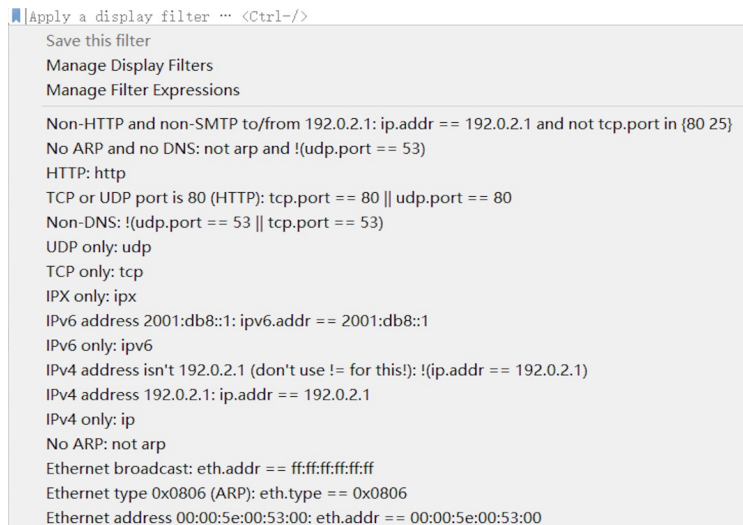 Apply a display filter … <Ctrl-/>
Save this filter
Manage Display Filters
Manage Filter Expressions
Non-HTTP and non-SMTP to/from 192.0.2.1: ip.addr == 192.0.2.1 and not tcp.port in {80 25}
No ARP and no DNS: not arp and !(udp.port == 53)
HTTP: http
TCP or UDP port is 80 (HTTP): tcp.port == 80 || udp.port == 80
Non-DNS: !(udp.port == 53 || tcp.port == 53)
UDP only: udp
TCP only: tcp
IPX only: ipx
IPv6 address 2001:db8::1: ipv6.addr == 2001:db8::1
IPv6 only: ipv6
IPv4 address isn't 192.0.2.1 (don't use != for this!): !(ip.addr == 192.0.2.1)
IPv4 address 192.0.2.1: ip.addr == 192.0.2.1
IPv4 only: ip
No ARP: not arp
Ethernet broadcast: eth.addr == ff:ff:ff:ff:ff:ff
Ethernet type 0x0806 (ARP): eth.type == 0x0806
Ethernet address 00:00:5e:00:53:00: eth.addr == 00:00:5e:00:53:00